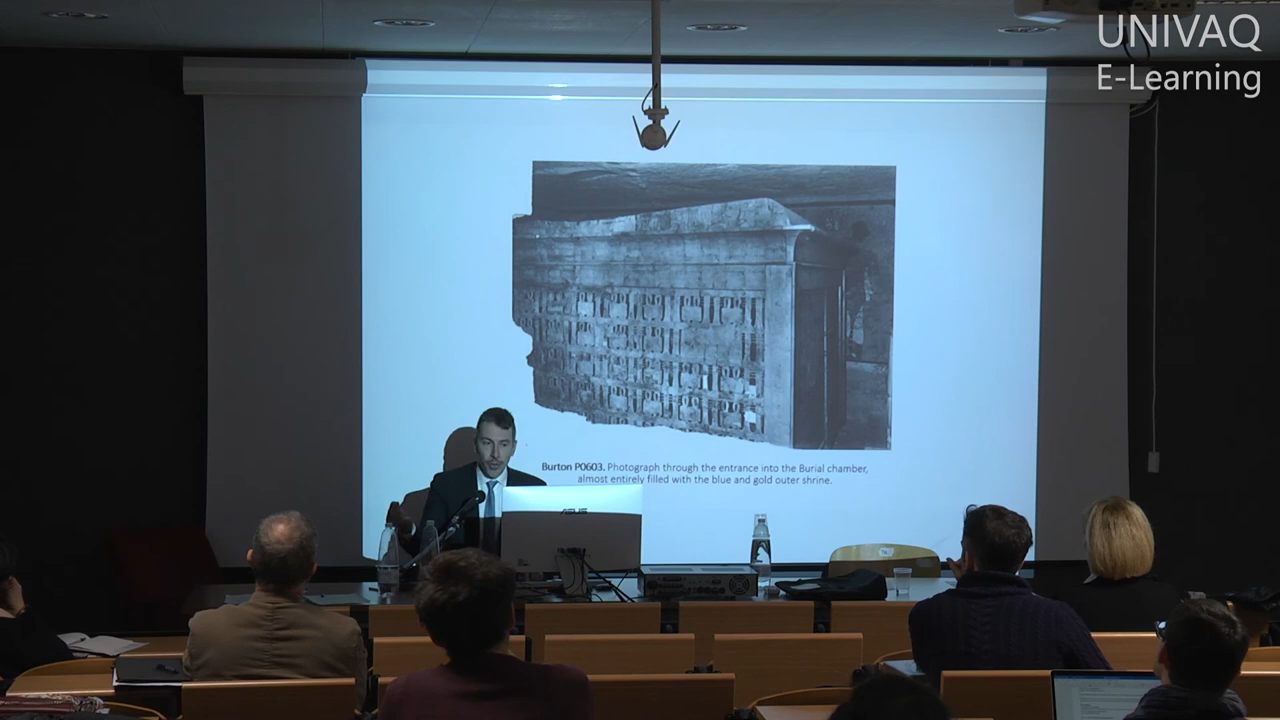 UNIVAQ
E-Learning
Burton P0603. Photograph through the entrance into the Burial chamber,
almost entirely filled with the blue and gold outer shrine.
ASUS